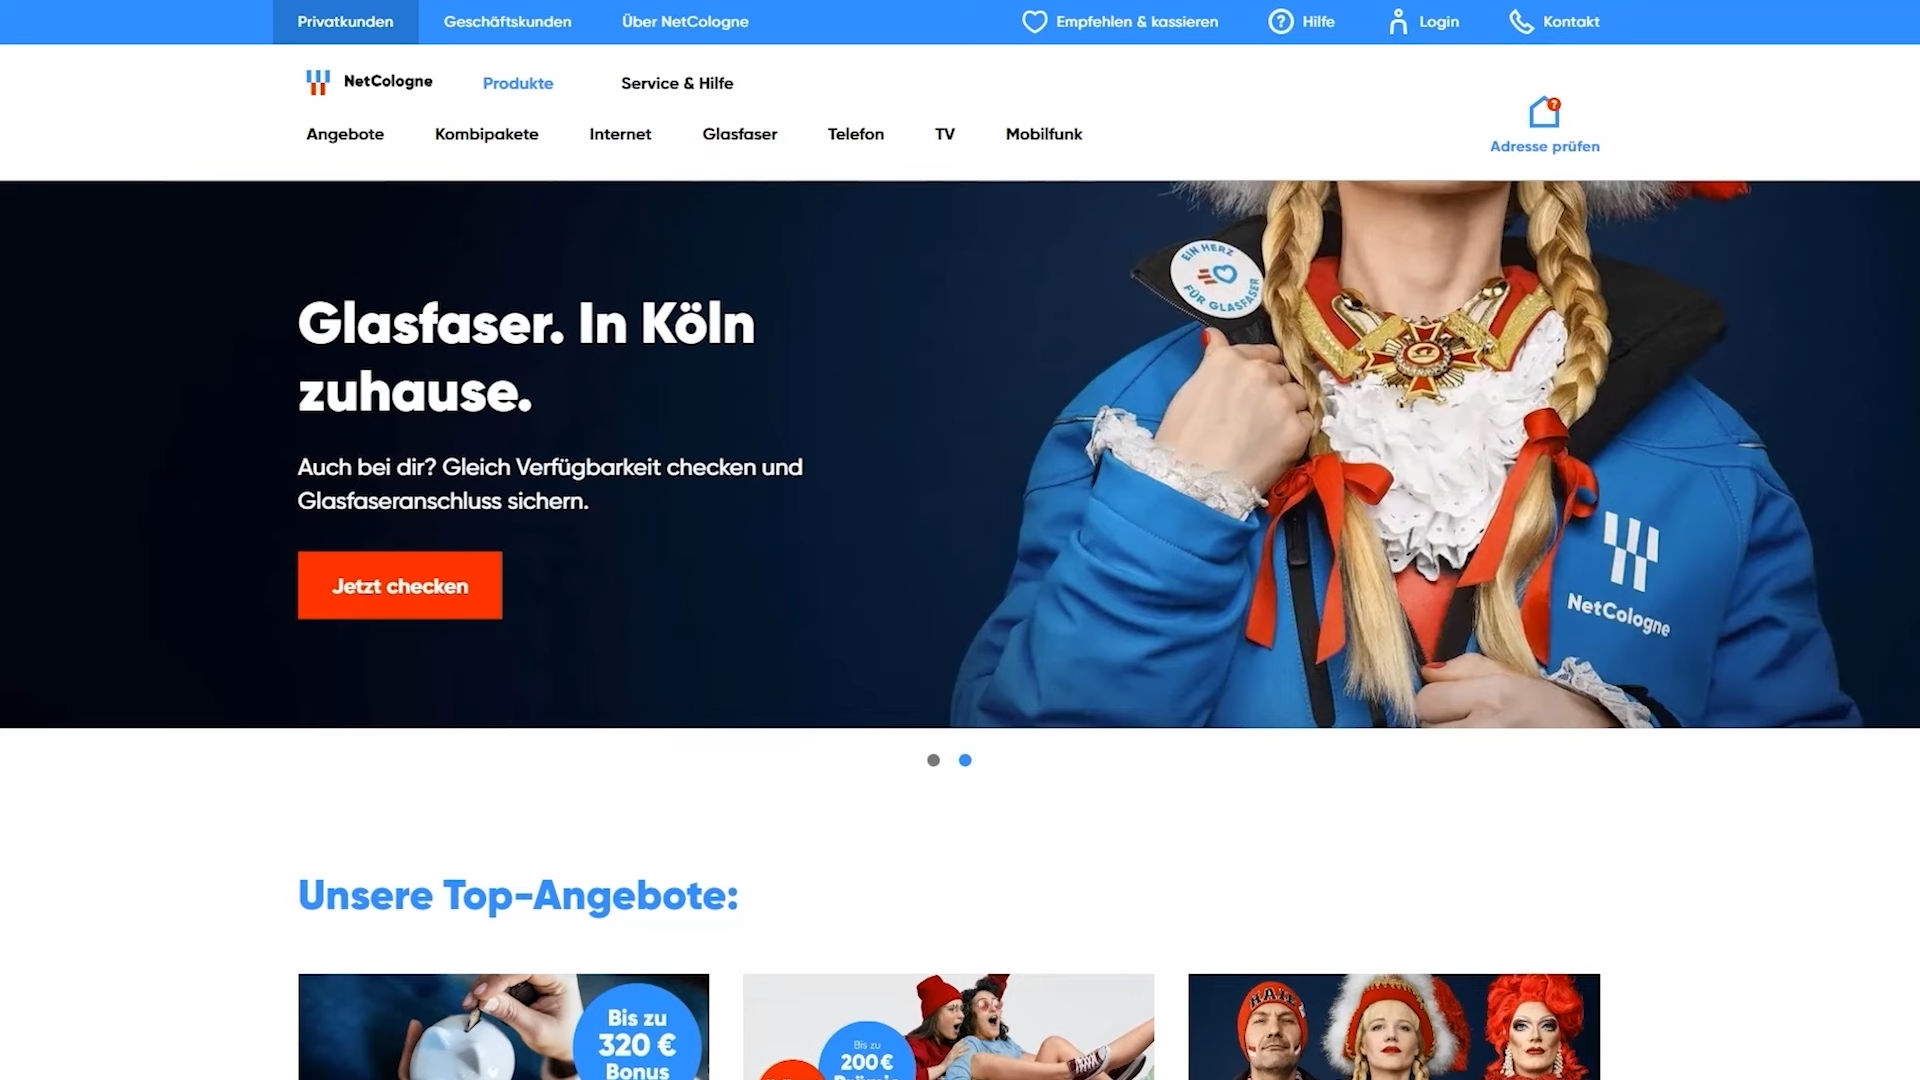 Privatkunden
Geschäftskunden
Über NetCologne
Empfehlen & kassieren
Hilfe
Login
Kontakt
NetCologne
Produkte
Service & Hilfe
Angebote
Kombipakete
Internet
Glasfaser
Telefon
TV
Mobilfunk
Adresse prüfen
Glasfaser. In Köln
zuhause.
Auch bei dir? Gleich Verfügbarkeit checken und
Glasfaseranschluss sichern.
Jetzt checken
EIN HERZ
FÜR GLASFASER
NetCologne
Unsere Top-Angebote:
Bis zu
320 €
Bonus
Bis zu
200 €